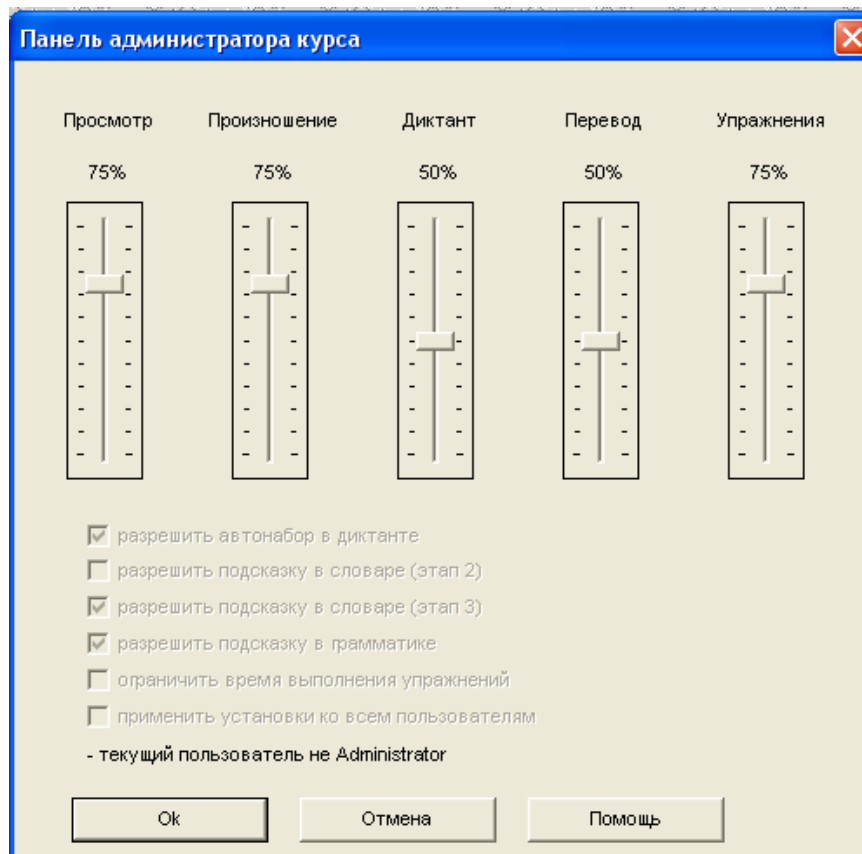 Панель администратора курса
Просмотр Произношение Диктант Перевод Упражнения
75% 75% 50% 50% 75%
разрешить автонабор в диктанте
разрешить подсказку в словаре (этап 2)
разрешить подсказку в словаре (этап 3)
разрешить подсказку в грамматике
ограничить время выполнения упражнений
применить установки ко всем пользователям
- текущий пользователь не Administrator
Ok Отмена Помощь